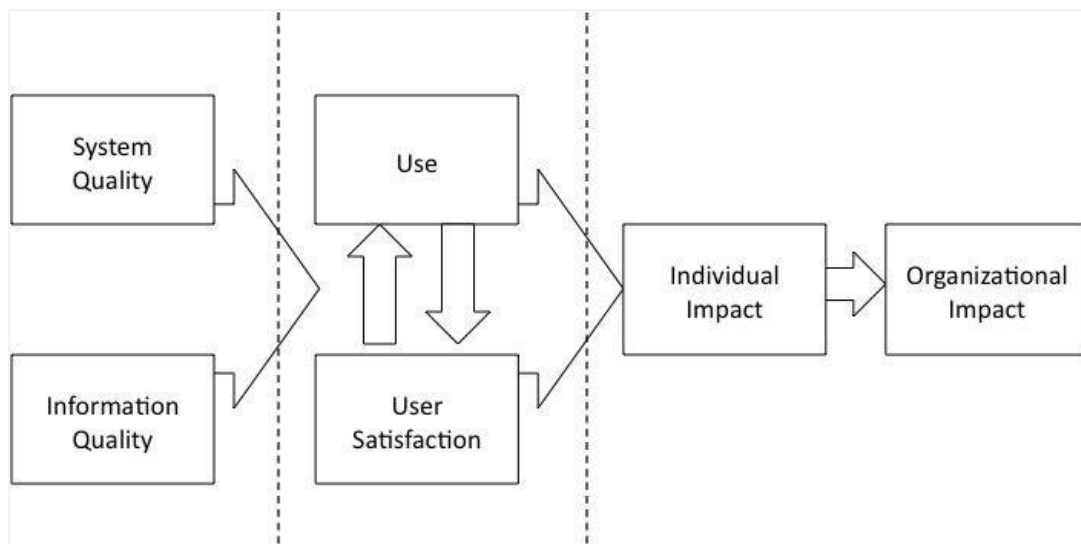 System
Quality
Use
Individual
Impact
Organizational
Impact
Information
Quality
User
Satisfaction